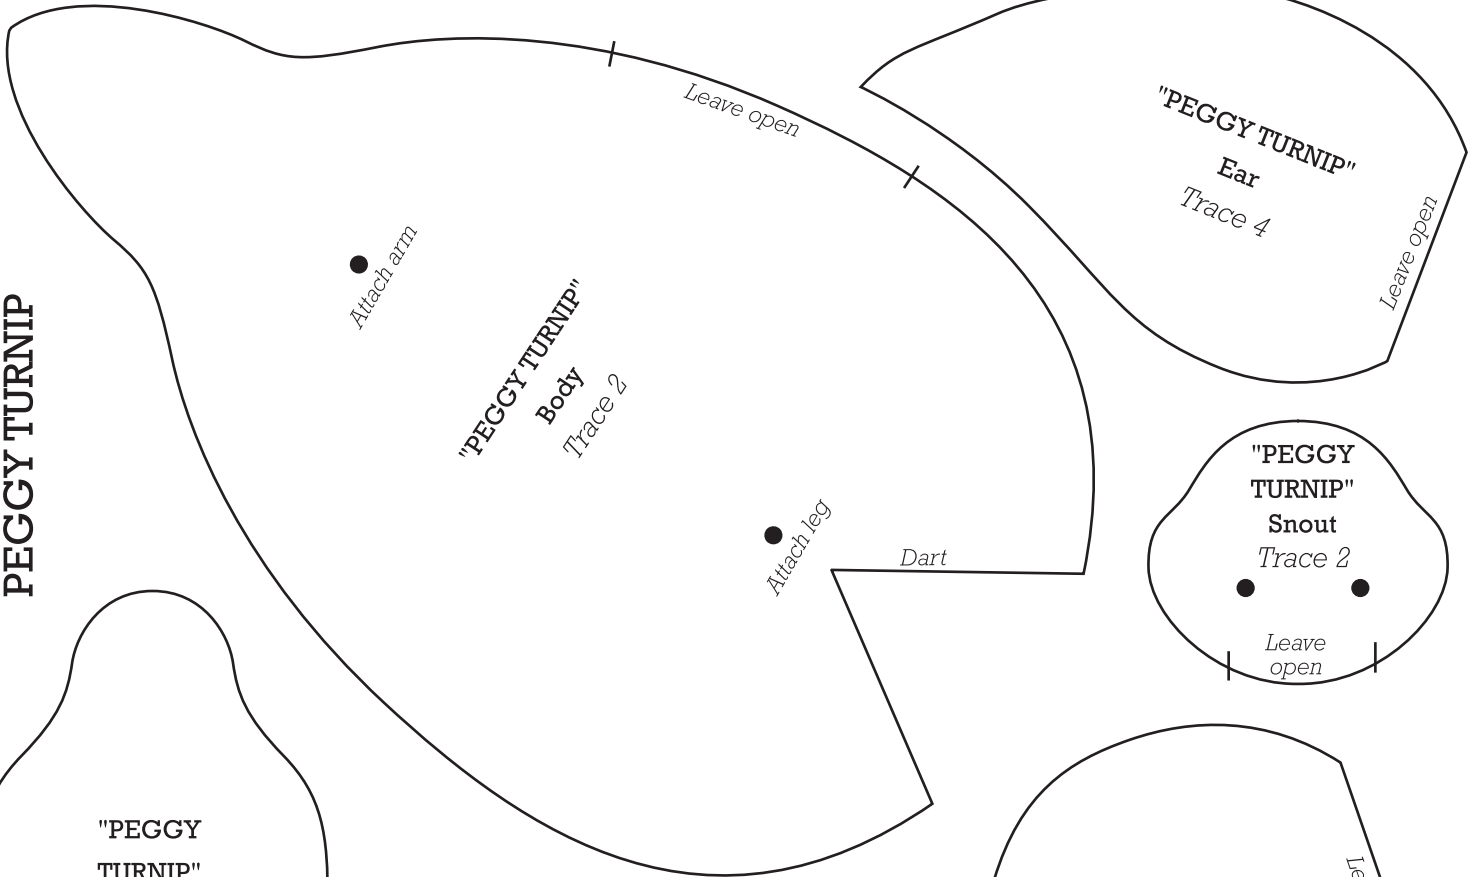 PEGGY TURNIP
Leave open
Attach arm
"PEGGY TURNIP"
Body
Trace 2
Attach leg
Dart
"PEGGY TURNIP"
Ear
Trace 4
Leave open
"PEGGY
TURNIP"
Snout
Trace 2
Leave
open
"PEGGY
TURNIP"